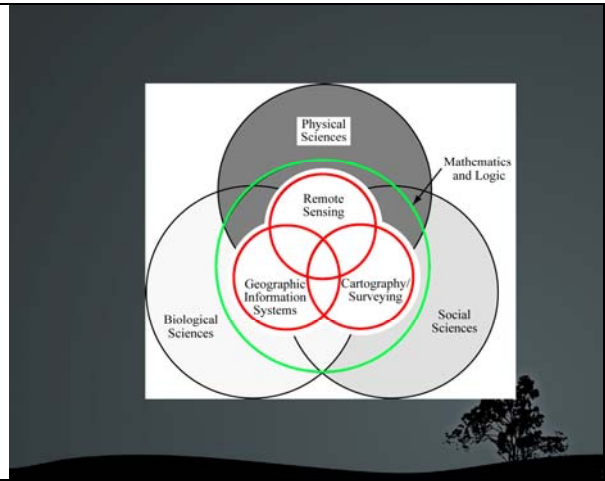 Physical
Sciences
Mathematics
and Logic
Remote
Sensing
Geographic
Information
Systems
Cartography/
Surveying
Biological
Sciences
Social
Sciences